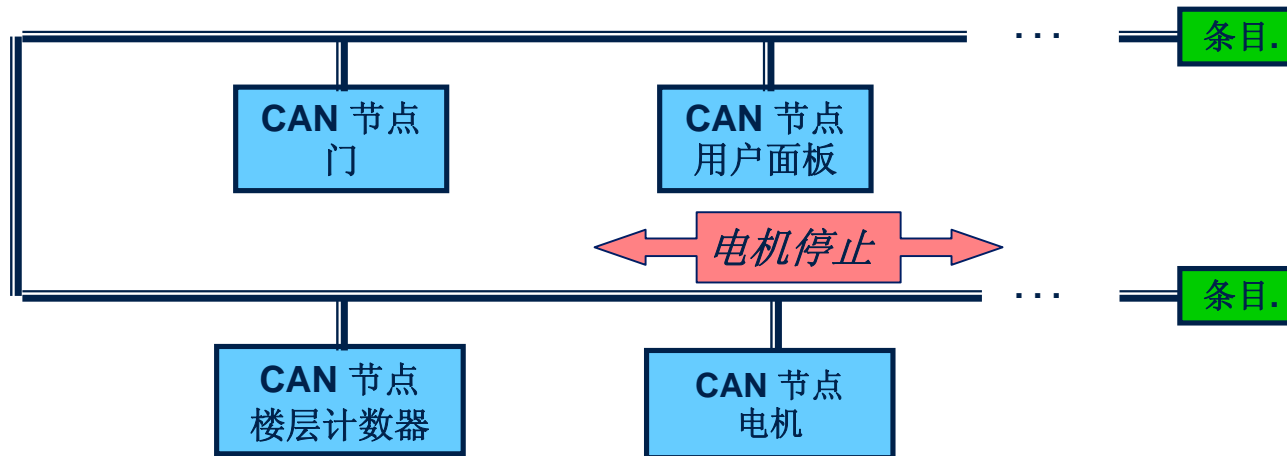 ... 条目.
CAN 节点
门
CAN 节点
用户面板
电机停止
... 条目.
CAN 节点
楼层计数器
CAN 节点
电机